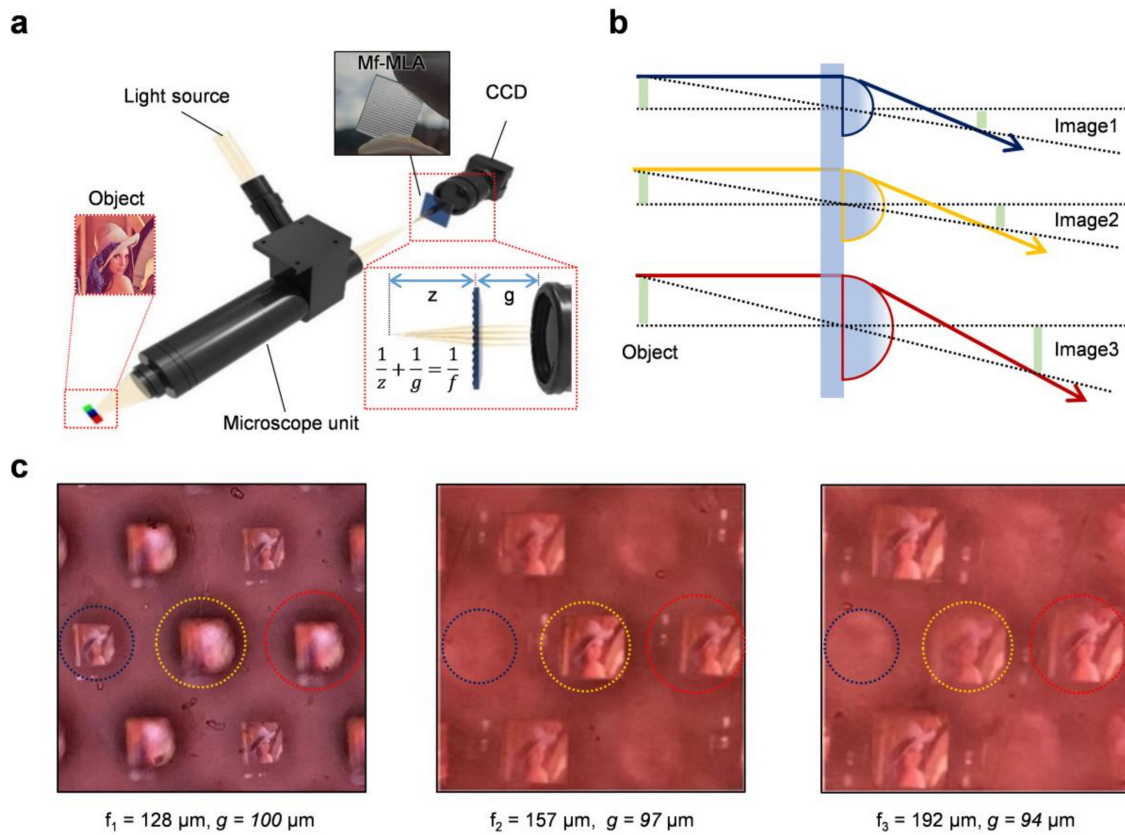 a
Mf-MLA
CCD
Light source
Object
z
g
1/z + 1/g = 1/f
Microscope unit
b
Image1
Image2
Image3
Object
c
f₁ = 128 μm, g = 100 μm
f₂ = 157 μm, g = 97 μm
f₃ = 192 μm, g = 94 μm